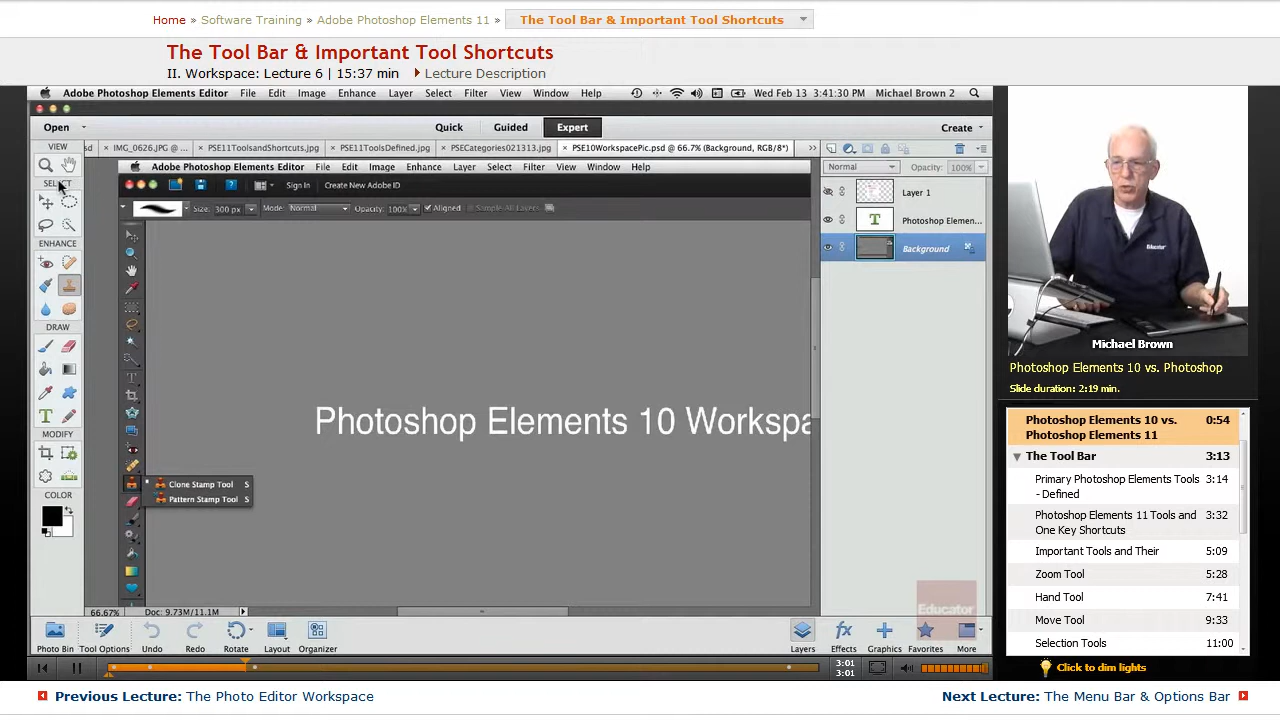 Home » Software Training » Adobe Photoshop Elements 11 » The Tool Bar & Important Tool Shortcuts
The Tool Bar & Important Tool Shortcuts
II. Workspace: Lecture 6 | 15:37 min Lecture Description
Adobe Photoshop Elements Editor File Edit Image Enhance Layer Select Filter View Window Help Wed Feb 13 3:41:30 PM Michael Brown 2
Open Quick Guided Expert Create
sd × IMG_0626.JPG @ ... × PSE11ToolsandShortcuts.jpg × PSE11ToolsDefined.jpg × PSECategories021313.jpg × PSE10WorkspacePic.psd @ 66.7% (Background, RGB/8*)
VIEW
SELECT
ENHANCE
DRAW
MODIFY
COLOR
Adobe Photoshop Elements Editor File Edit Image Enhance Layer Select Filter View Window Help
Sign In Create New Adobe ID
Size: 300 px Mode: Normal Opacity: 100% Aligned Sample All Layers
Photoshop Elements 10 Workspa
Clone Stamp Tool S
Pattern Stamp Tool S
66.67% Doc: 9.73M/11.1M
Normal Opacity: 100%
Layer 1
T Photoshop Elemen...
Background
Educator
Photo Bin Tool Options Undo Redo Rotate Layout Organizer Layers Effects Graphics Favorites More
3:01
3:01
Educator
Michael Brown
Photoshop Elements 10 vs. Photoshop
Slide duration: 2:19 min.
Photoshop Elements 10 vs. 0:54
Photoshop Elements 11
The Tool Bar 3:13
Primary Photoshop Elements Tools 3:14
- Defined
Photoshop Elements 11 Tools and 3:32
One Key Shortcuts
Important Tools and Their 5:09
Zoom Tool 5:28
Hand Tool 7:41
Move Tool 9:33
Selection Tools 11:00
Click to dim lights
Previous Lecture: The Photo Editor Workspace
Next Lecture: The Menu Bar & Options Bar